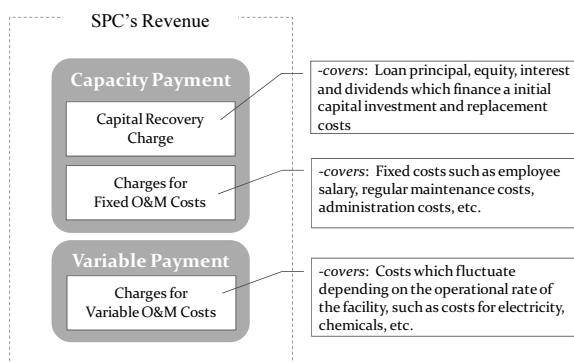 SPC's Revenue
Capacity Payment
Capital Recovery
Charge
Charges for
Fixed O&M Costs
Variable Payment
Charges for
Variable O&M Costs
-covers: Loan principal, equity, interest
and dividends which finance a initial
capital investment and replacement
costs
-covers: Fixed costs such as employee
salary, regular maintenance costs,
administration costs, etc.
-covers: Costs which fluctuate
depending on the operational rate of
the facility, such as costs for electricity,
chemicals, etc.